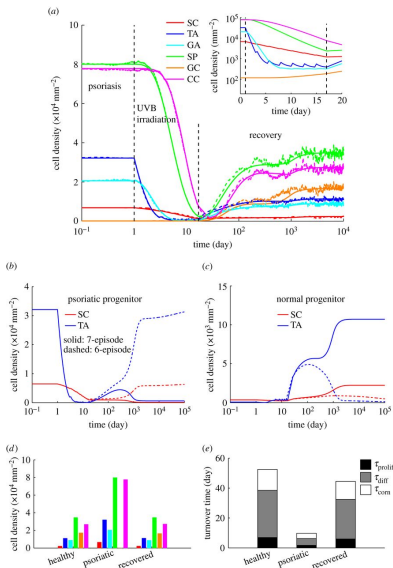 (a)
SC
TA
GA
SP
GC
CC
cell density (×10⁴ mm⁻²)
10
8
6
4
2
0
psoriasis
UVB
irradiation
recovery
10⁻¹
1
10
10²
10³
10⁴
time (day)
cell density (mm⁻²)
10⁵
10⁴
10³
10²
0
5
10
15
20
time (day)
(b)
psoriatic progenitor
SC
TA
solid: 7-episode
dashed: 6-episode
cell density (×10⁴ mm⁻²)
4
3
2
1
0
10⁻¹ 1 10 10² 10³ 10⁴ 10⁵
time (day)
(c)
normal progenitor
SC
TA
cell density (×10³ mm⁻²)
15
10
5
0
10⁻¹ 1 10 10² 10³ 10⁴ 10⁵
time (day)
(d)
cell density (×10⁴ mm⁻²)
10
8
6
4
2
0
healthy
psoriatic
recovered
(e)
turnover time (day)
60
40
20
0
τprolif
τdiff
τcorn
healthy
psoriatic
recovered